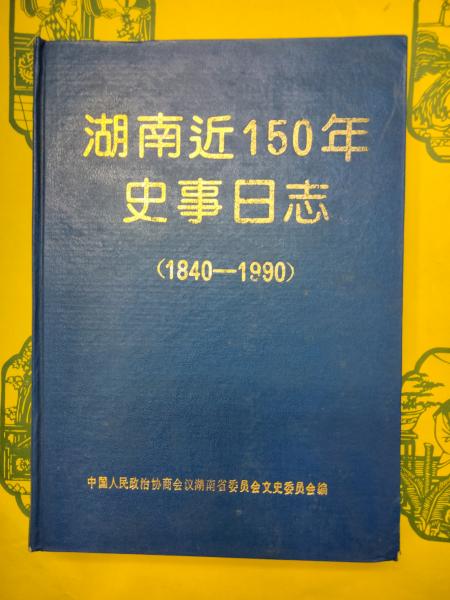 湖南近150年
史事日志
（1840—1990）
中国人民政治协商会议湖南省委员会文史委员会编